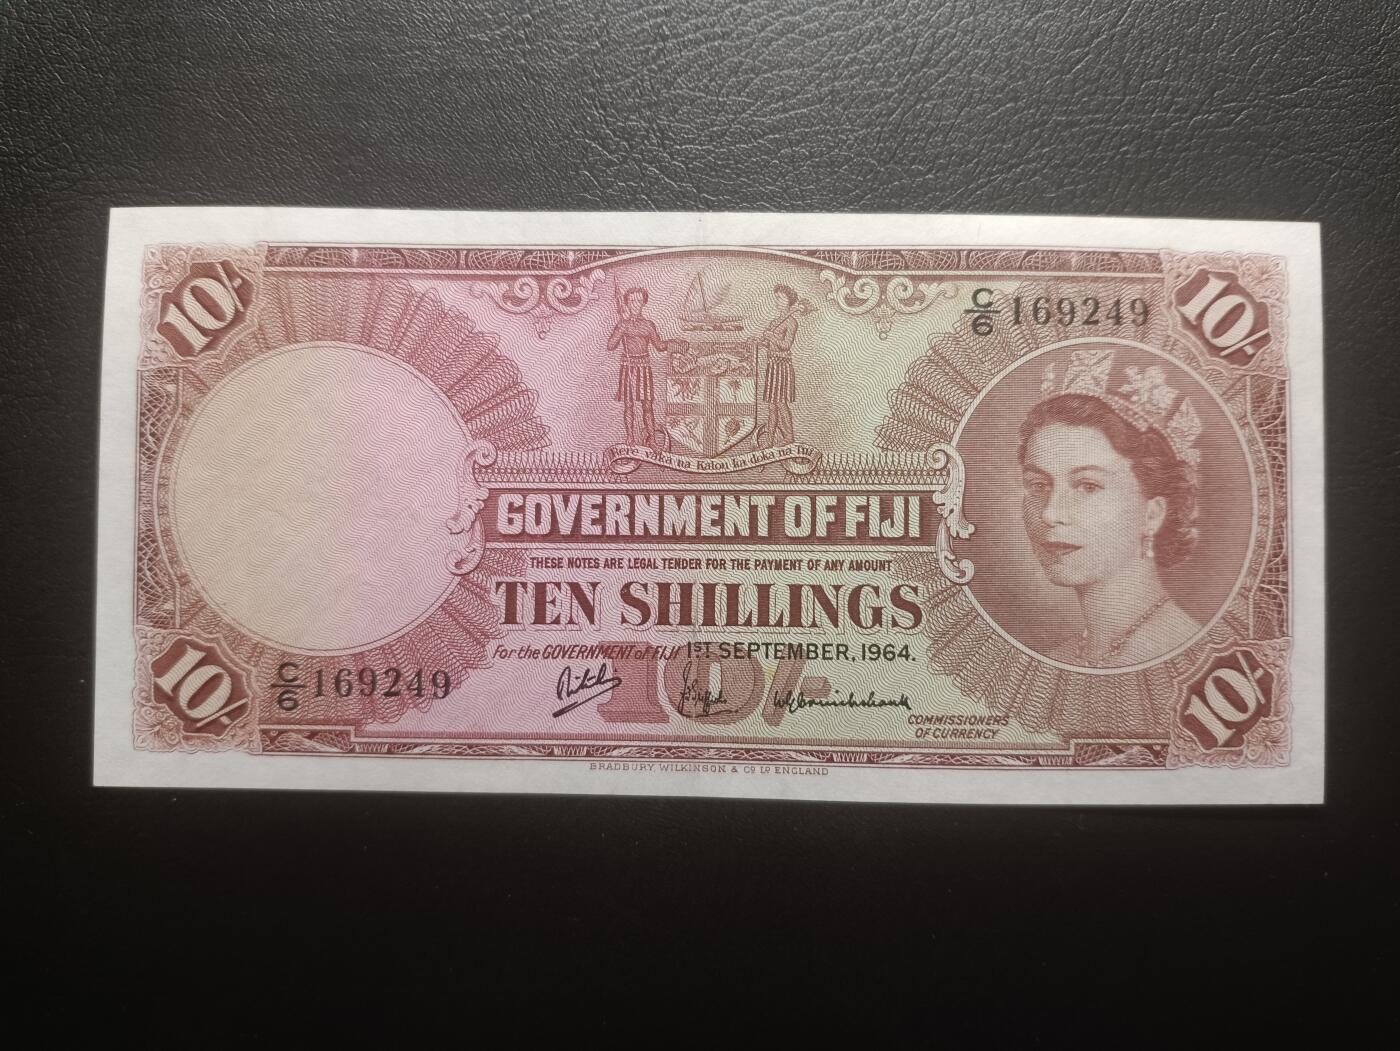 10/-
10/-
C/6 169249
Rere vaka na Kalou ka doka na Tui
GOVERNMENT OF FIJI
THESE NOTES ARE LEGAL TENDER FOR THE PAYMENT OF ANY AMOUNT
TEN SHILLINGS
For the GOVERNMENT of FIJI 1ST SEPTEMBER, 1964.
C/6 169249
10/-
10/-
10/-
COMMISSIONERS
OF CURRENCY
BRADBURY, WILKINSON & Co Ld ENGLAND